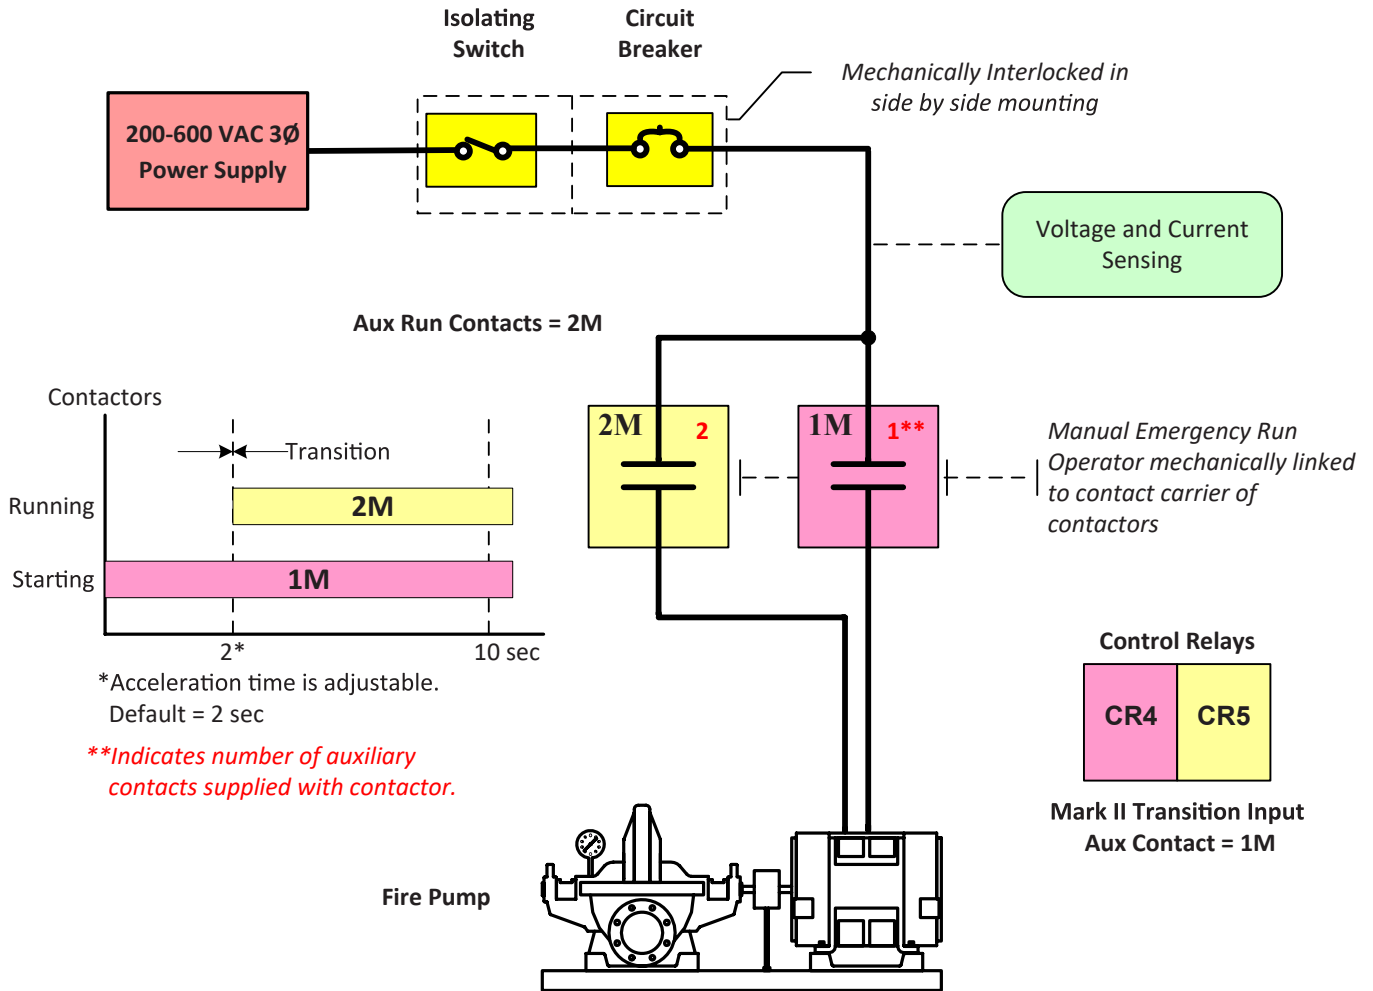 Isolating
Switch
Circuit
Breaker
Mechanically Interlocked in
side by side mounting
200-600 VAC 3Ø
Power Supply
Voltage and Current
Sensing
Aux Run Contacts = 2M
Contactors
Transition
Running
2M
Starting
1M
2*
10 sec
*Acceleration time is adjustable.
Default = 2 sec
**Indicates number of auxiliary
contacts supplied with contactor.
2M
2
1M
1**
Manual Emergency Run
Operator mechanically linked
to contact carrier of
contactors
Control Relays
CR4
CR5
Mark II Transition Input
Aux Contact = 1M
Fire Pump